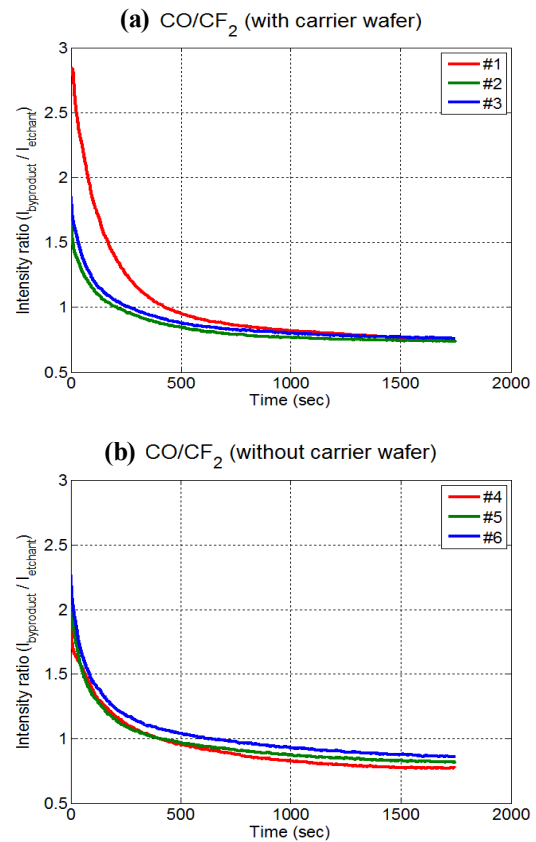 (a) CO/CF2 (with carrier wafer)
3
2.5
2
1.5
1
0.5
Intensity ratio (Ibyproduct / Ietchant)
#1
#2
#3
0 500 1000 1500 2000
Time (sec)
(b) CO/CF2 (without carrier wafer)
3
2.5
2
1.5
1
0.5
Intensity ratio (Ibyproduct / Ietchant)
#4
#5
#6
0 500 1000 1500 2000
Time (sec)